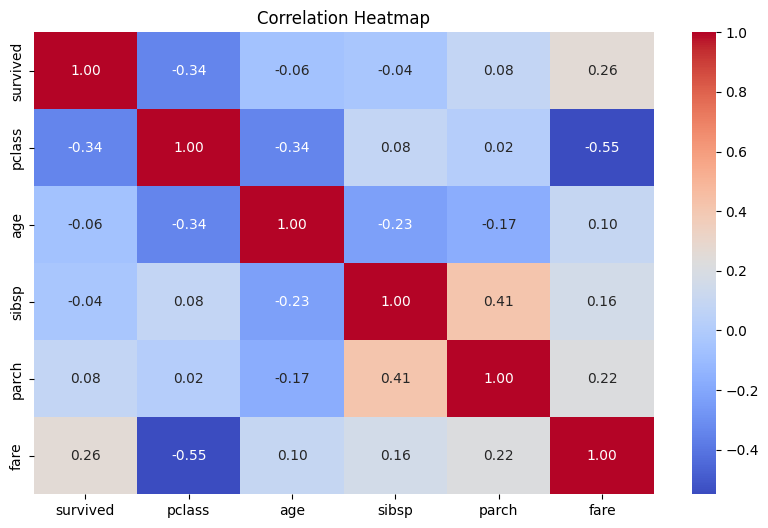 Correlation Heatmap
survived 1.00 -0.34 -0.06 -0.04 0.08 0.26
pclass -0.34 1.00 -0.34 0.08 0.02 -0.55
age -0.06 -0.34 1.00 -0.23 -0.17 0.10
sibsp -0.04 0.08 -0.23 1.00 0.41 0.16
parch 0.08 0.02 -0.17 0.41 1.00 0.22
fare 0.26 -0.55 0.10 0.16 0.22 1.00
survived pclass age sibsp parch fare
1.0
0.8
0.6
0.4
0.2
0.0
−0.2
−0.4